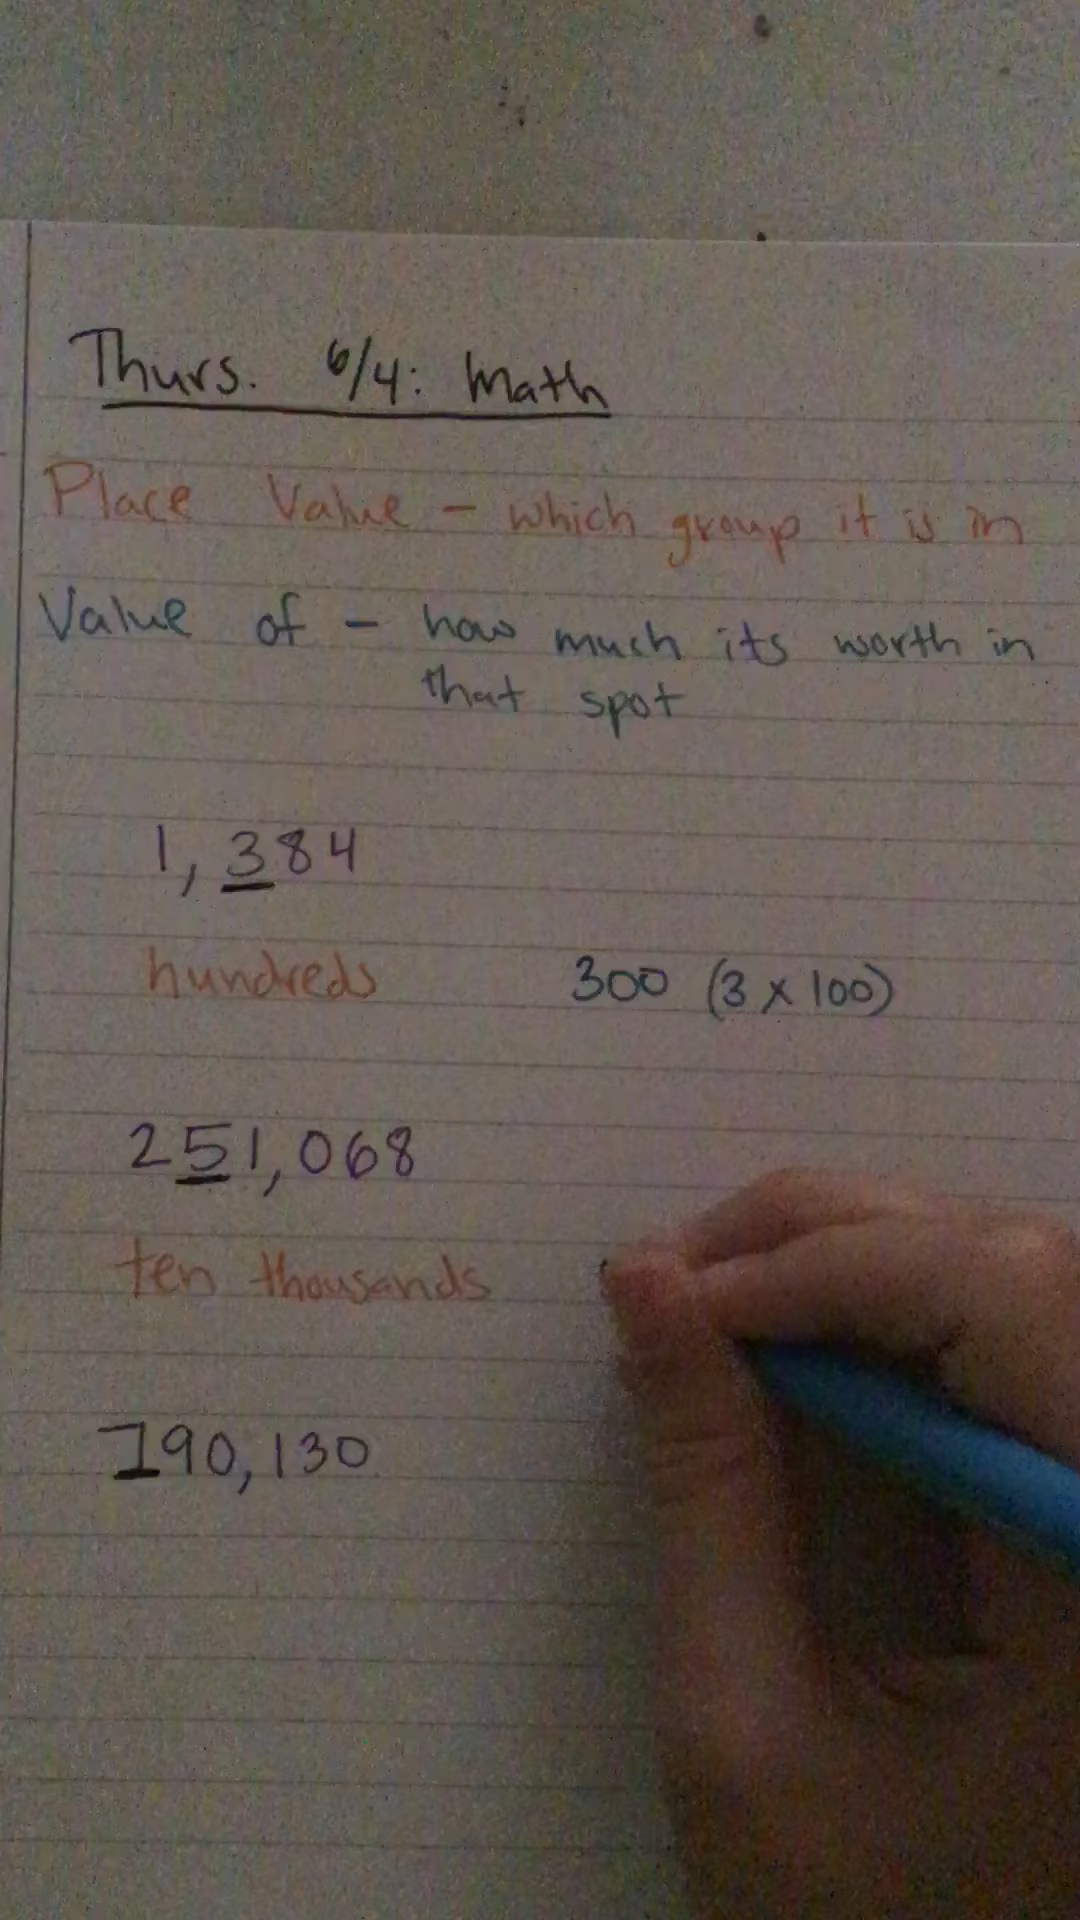 Thurs. 6/4: Math
Place Value - which group it is in
Value of - how much its worth in
that spot
1,384
hundreds 300 (3 x 100)
251,068
ten thousands
190,130